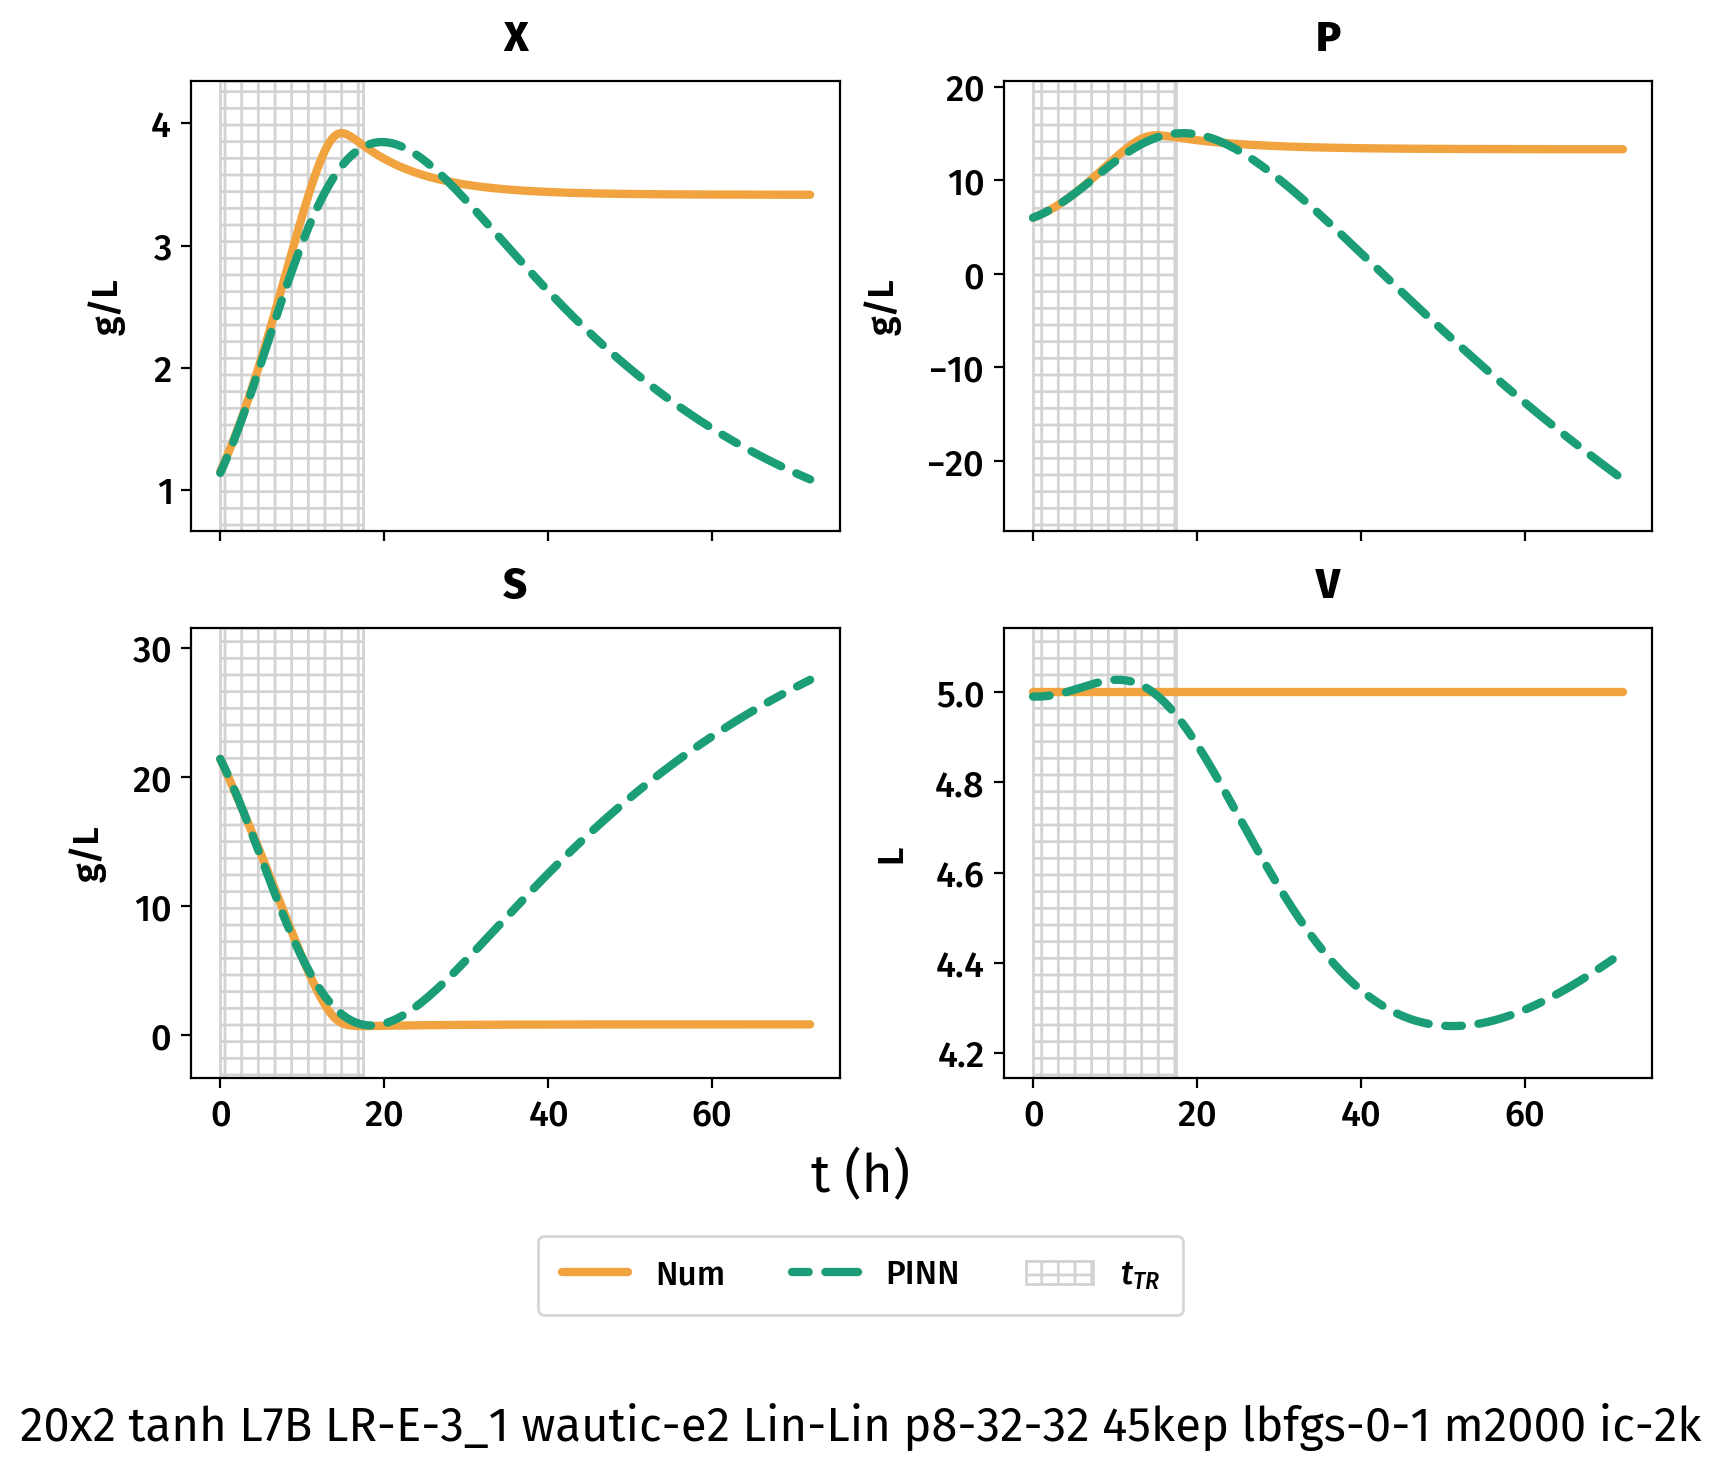 X
P
4
3
2
1
g/L
20
10
0
−10
−20
g/L
S
V
30
20
10
0
g/L
5.0
4.8
4.6
4.4
4.2
L
0 20 40 60
0 20 40 60
t (h)
Num PINN tTR
20x2 tanh L7B LR-E-3_1 wautic-e2 Lin-Lin p8-32-32 45kep lbfgs-0-1 m2000 ic-2k